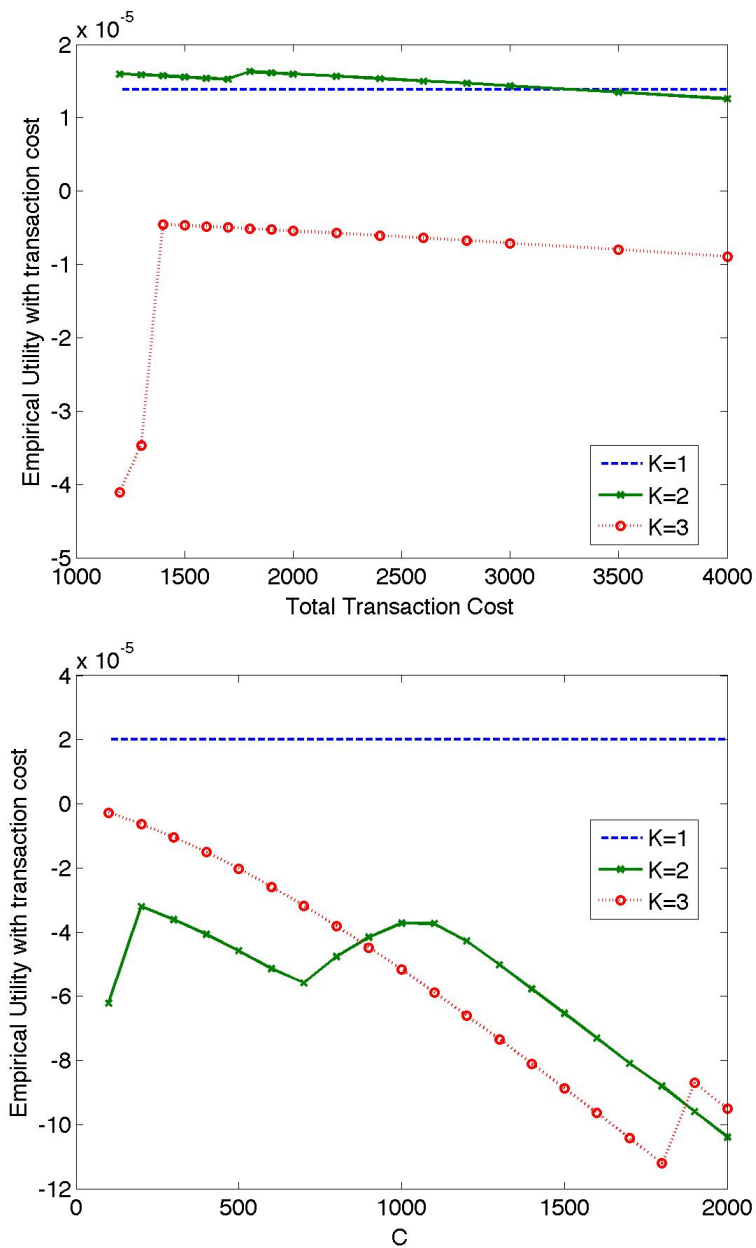 x 10-5
2
1
0
-1
-2
-3
-4
-5
Empirical Utility with transaction cost
K=1
K=2
K=3
1000 1500 2000 2500 3000 3500 4000
Total Transaction Cost
x 10-5
4
2
0
-2
-4
-6
-8
-10
-12
Empirical Utility with transaction cost
K=1
K=2
K=3
0 500 1000 1500 2000
C